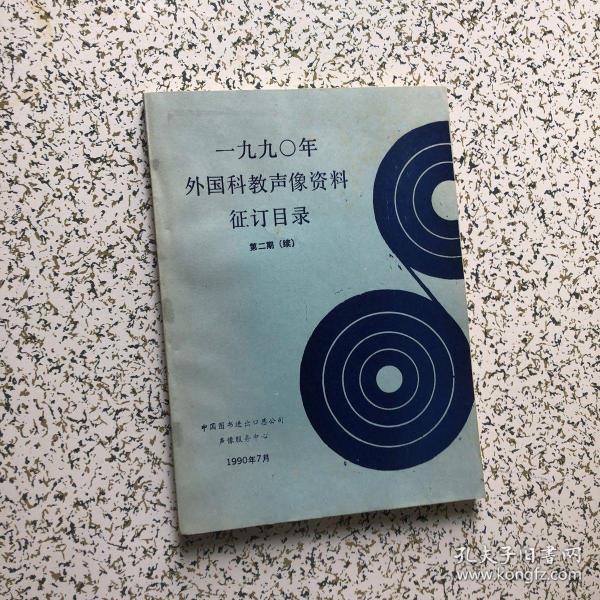 一九九〇年
外国科教声像资料
征订目录
第二期(续)
中国图书进出口总公司
声像服务中心
1990年7月
孔夫子旧书网
www.kongfz.com